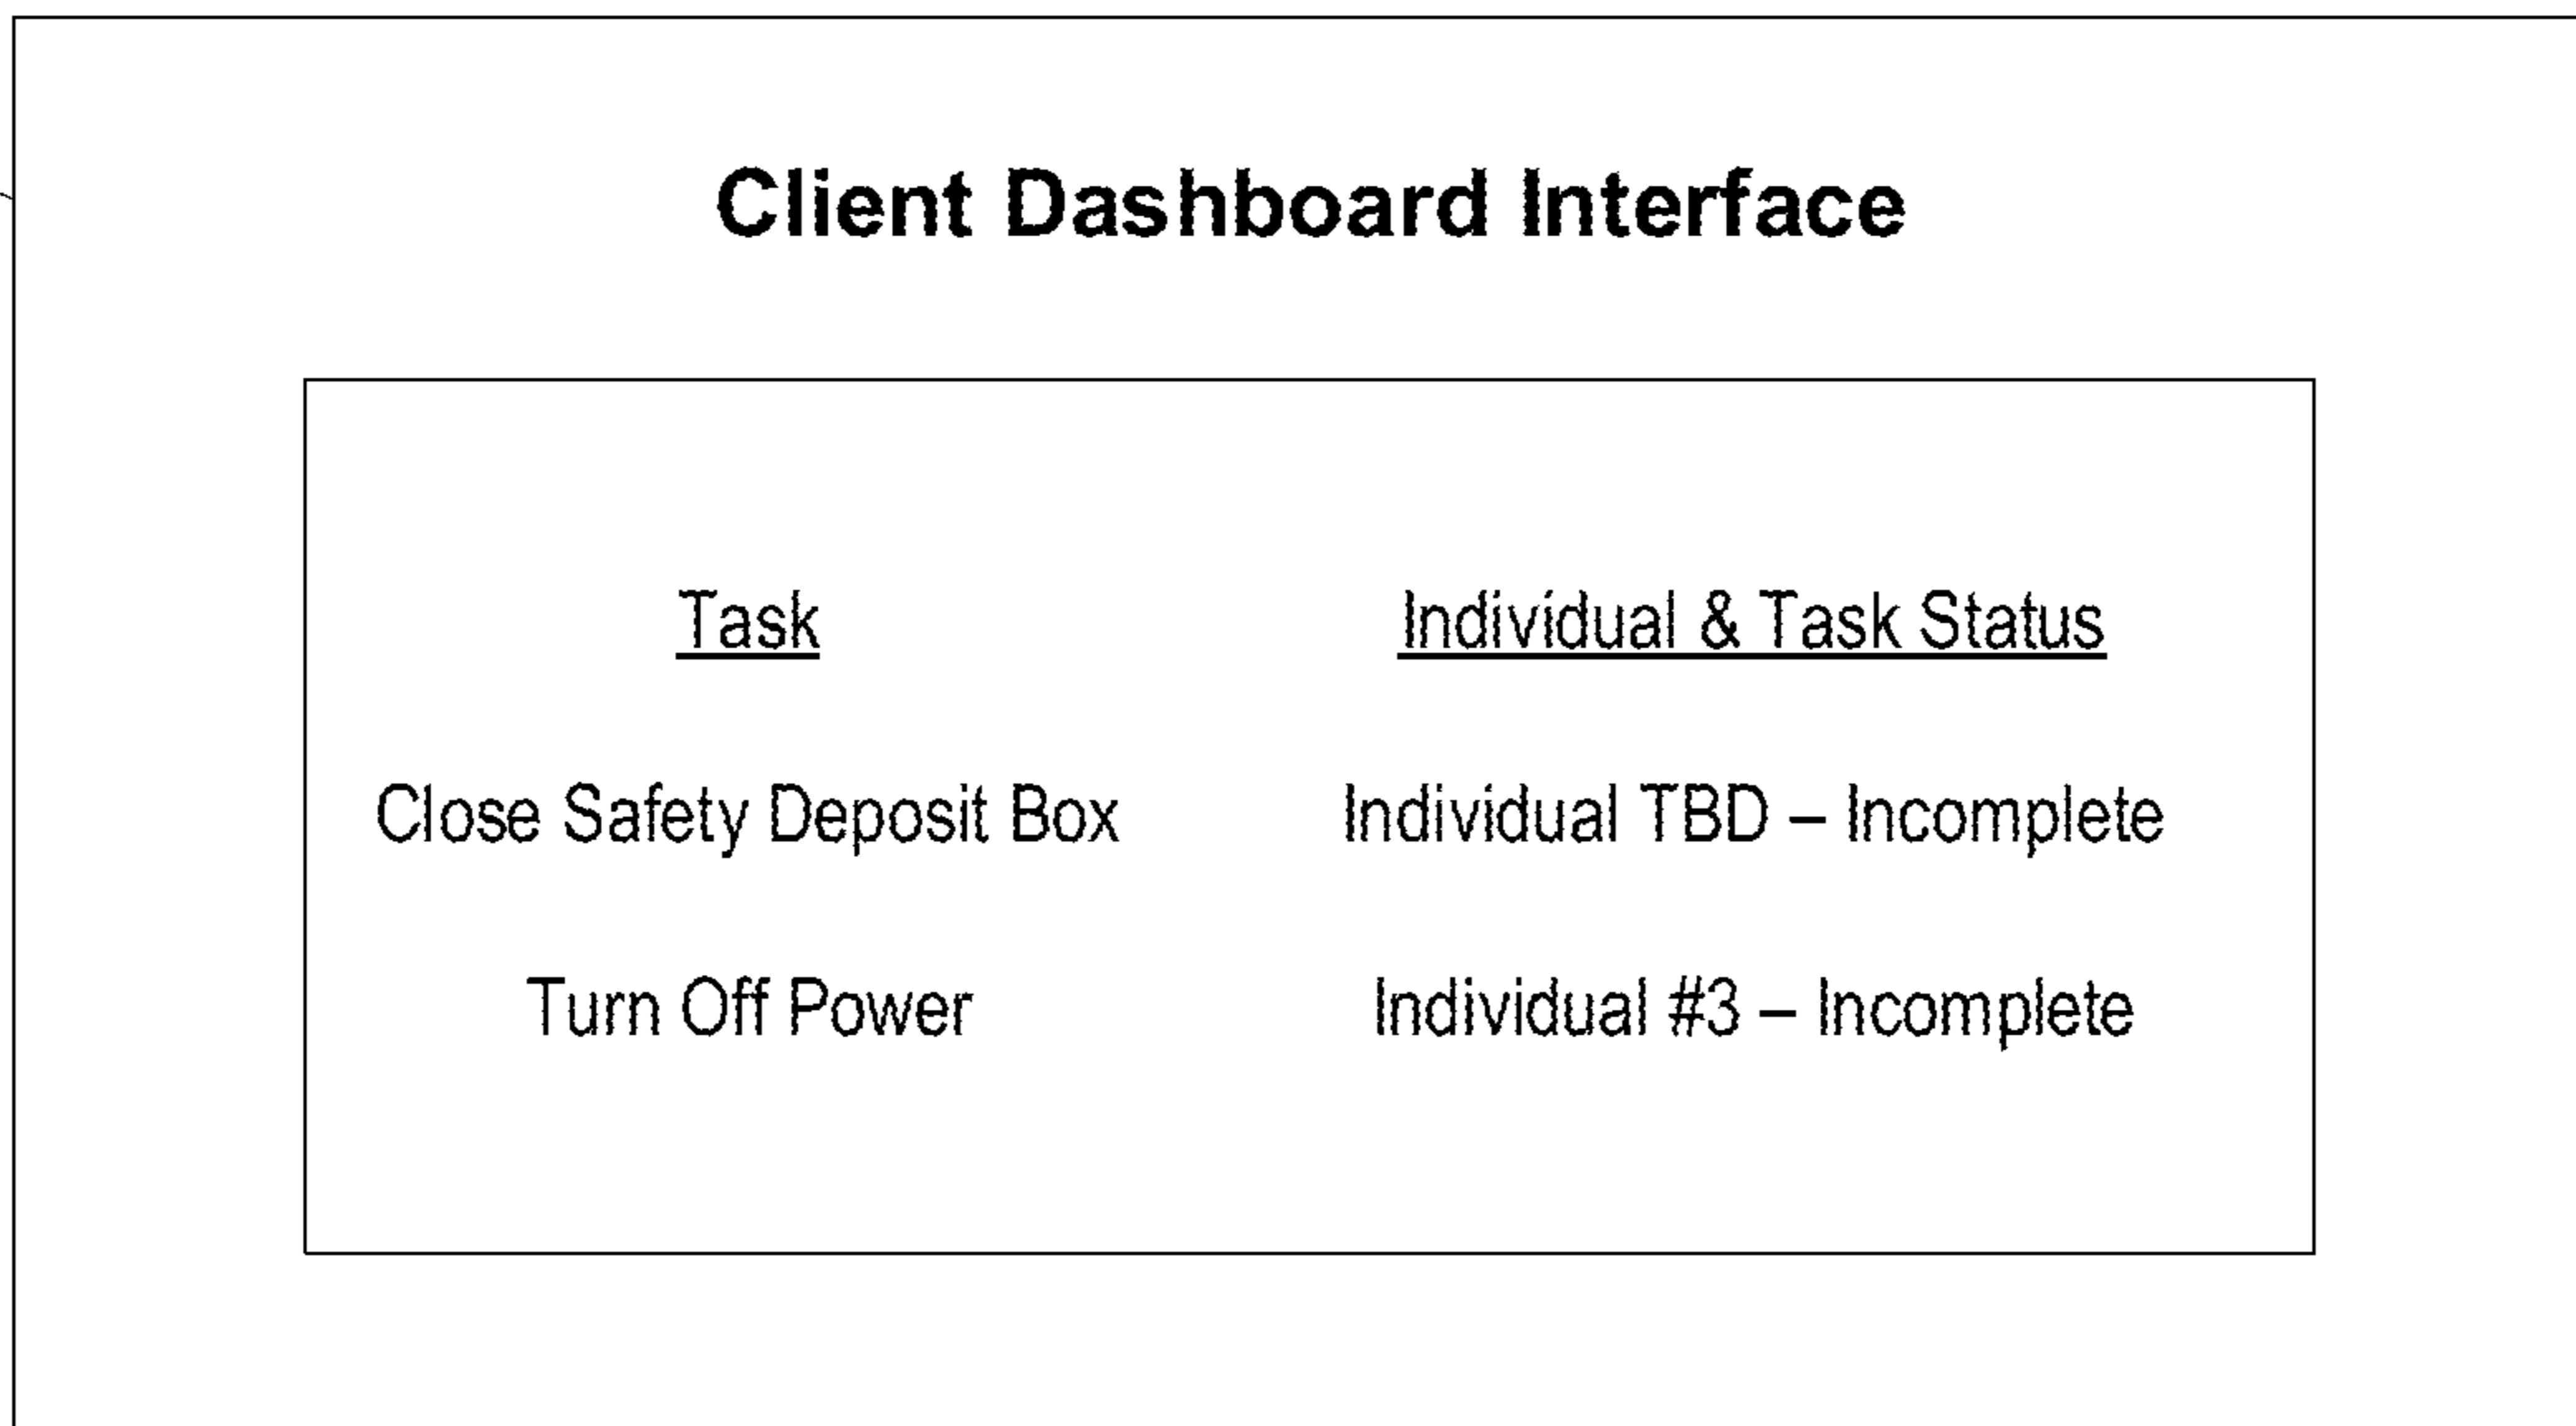 Client Dashboard Interface
Task Individual & Task Status
Close Safety Deposit Box Individual TBD – Incomplete
Turn Off Power Individual #3 – Incomplete